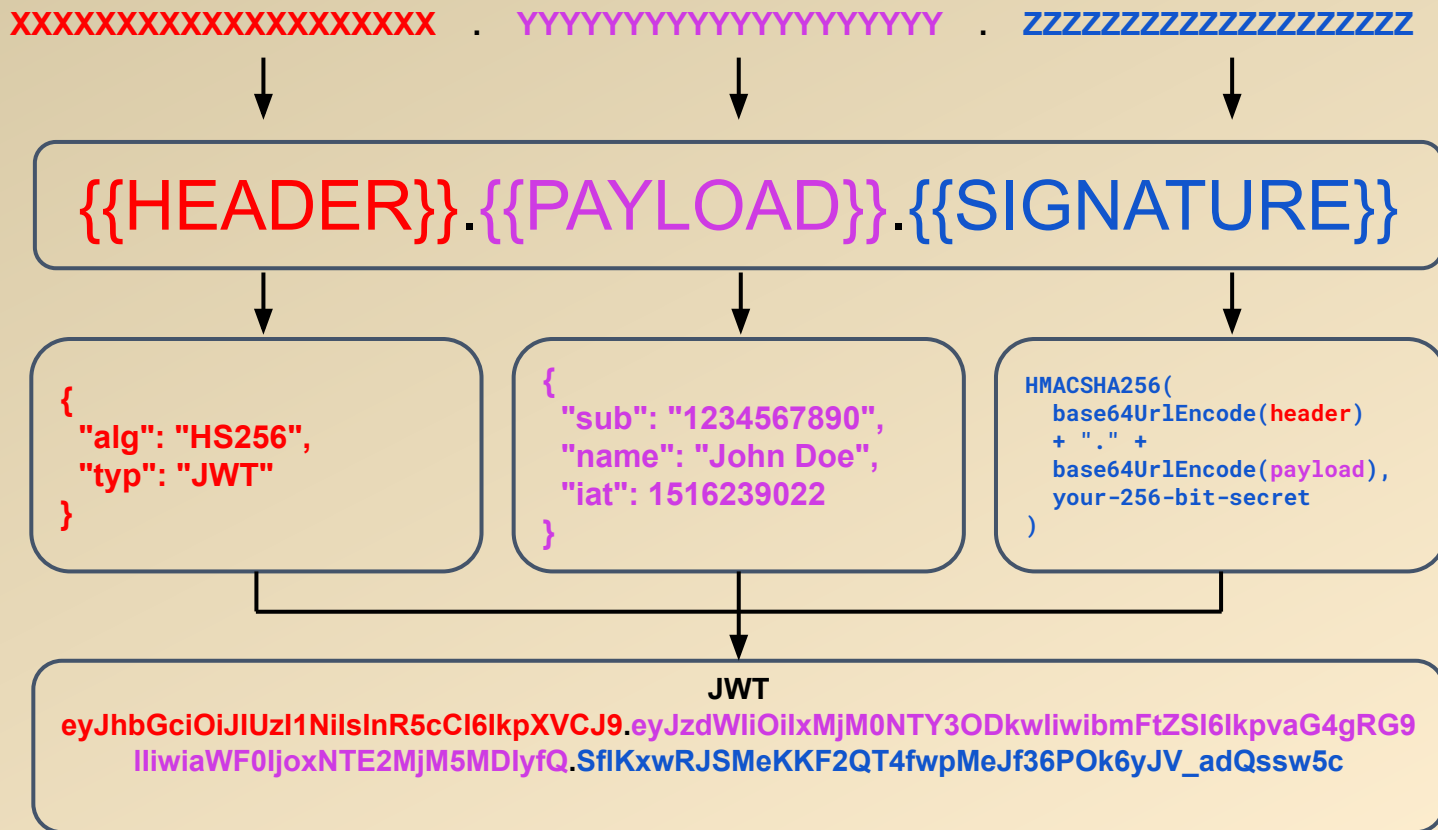 XXXXXXXXXXXXXXXXXXXX . YYYYYYYYYYYYYYYYYYYY . ZZZZZZZZZZZZZZZZZZZZ
{{HEADER}}.{{PAYLOAD}}.{{SIGNATURE}}
{
"alg": "HS256",
"typ": "JWT"
}
{
"sub": "1234567890",
"name": "John Doe",
"iat": 1516239022
}
HMACSHA256(
base64UrlEncode(header)
+ "." +
base64UrlEncode(payload),
your-256-bit-secret
)
JWT
eyJhbGciOiJIUzI1NiIsInR5cCI6IkpXVCJ9.eyJzdWIiOiIxMjM0NTY3ODkwIiwibmFtZSI6IkpvaG4gRG9
lIiwiaWF0IjoxNTE2MjM5MDIyfQ.SflKxwRJSMeKKF2QT4fwpMeJf36POk6yJV_adQssw5c